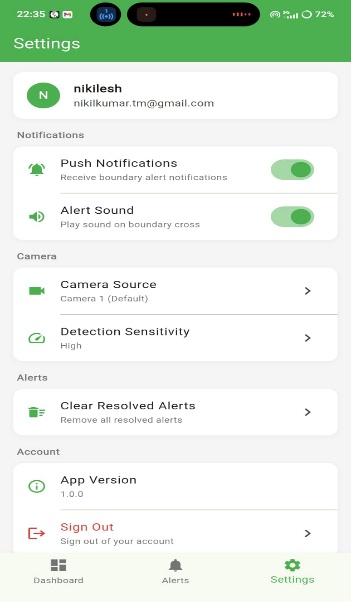 22:35
72%
Settings
N
nikilesh
nikilkumar.tm@gmail.com
Notifications
Push Notifications
Receive boundary alert notifications
Alert Sound
Play sound on boundary cross
Camera
Camera Source
Camera 1 (Default)
Detection Sensitivity
High
Alerts
Clear Resolved Alerts
Remove all resolved alerts
Account
App Version
1.0.0
Sign Out
Sign out of your account
Dashboard
Alerts
Settings